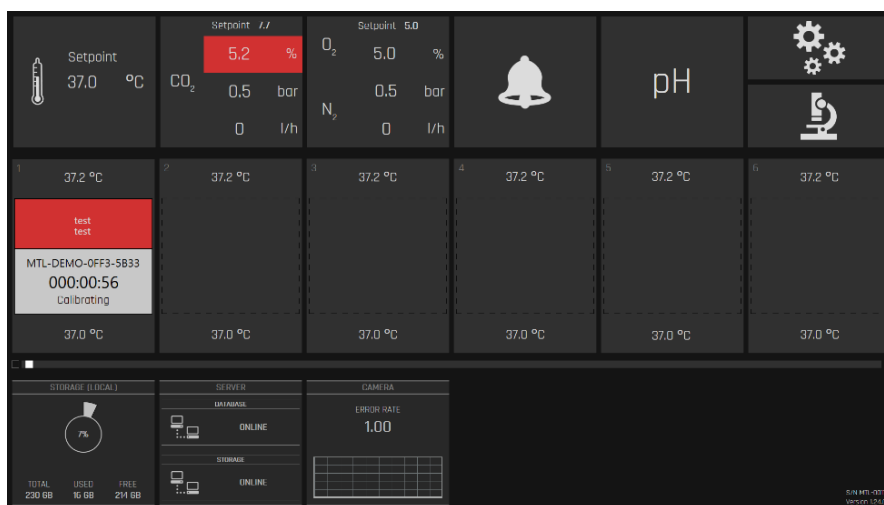 Setpoint
37.0 °C
Setpoint 7.7
CO2
5.2 %
0.5 bar
0 l/h
Setpoint 5.0
O2
5.0 %
N2
0.5 bar
0 l/h
pH
1
37.2 °C
test
test
MTL-DEMO-0FF3-5B33
000:00:56
Calibrating
37.0 °C
2
37.2 °C
37.0 °C
3
37.2 °C
37.0 °C
4
37.2 °C
37.0 °C
5
37.2 °C
37.0 °C
6
37.2 °C
37.0 °C
STORAGE (LOCAL)
7%
TOTAL USED FREE
230 GB 16 GB 214 GB
SERVER
DATABASE
ONLINE
STORAGE
ONLINE
CAMERA
ERROR RATE
1.00
Version